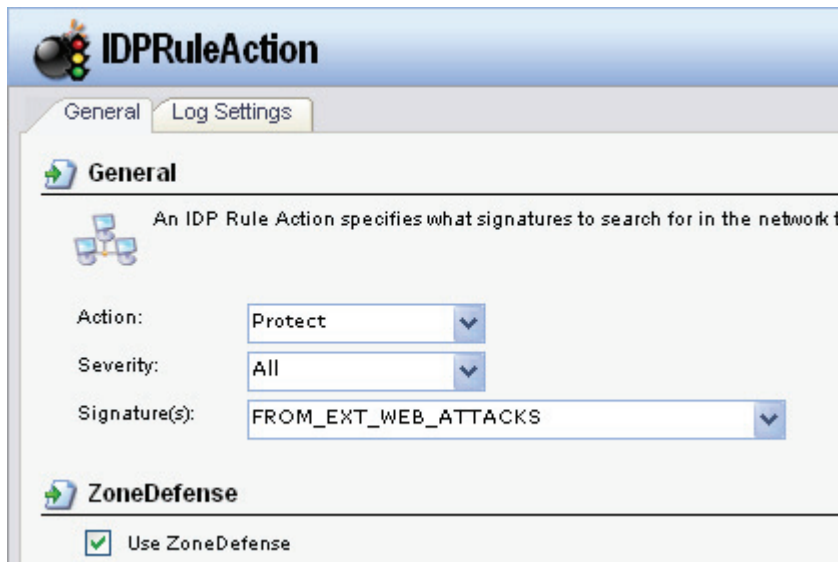 IDPRuleAction
General Log Settings
General
An IDP Rule Action specifies what signatures to search for in the network
Action: Protect
Severity: All
Signature(s): FROM_EXT_WEB_ATTACKS
ZoneDefense
Use ZoneDefense